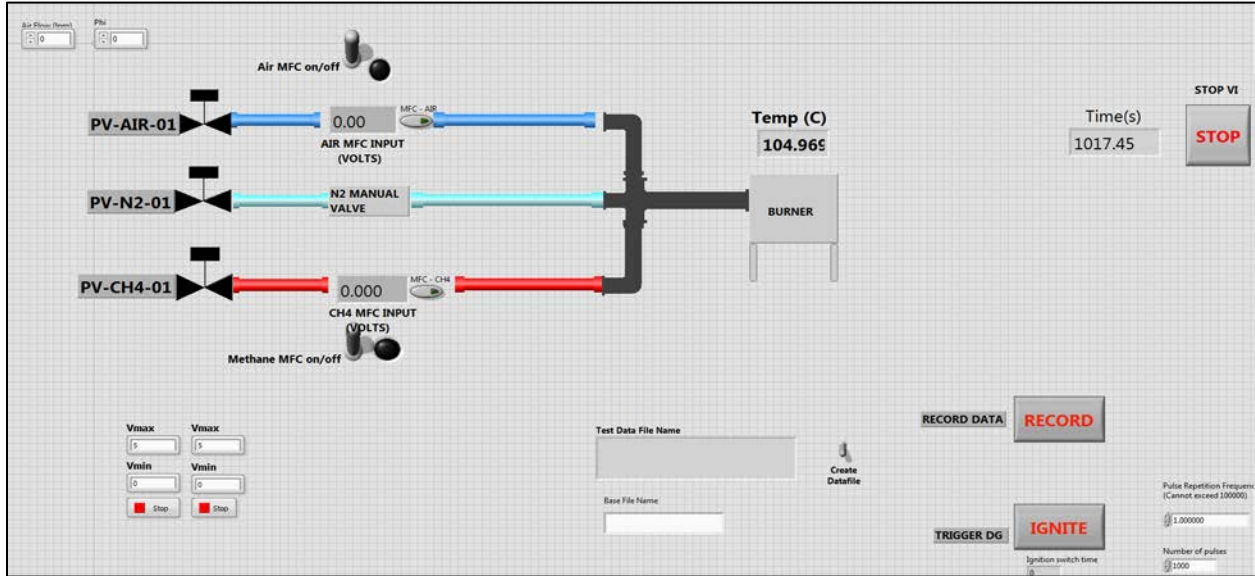 Air Flow (lpm)
Phi
0
0
Air MFC on/off
STOP VI
PV-AIR-01
0.00
MFC - AIR
AIR MFC INPUT
(VOLTS)
Temp (C)
104.969
Time(s)
1017.45
STOP
PV-N2-01
N2 MANUAL
VALVE
BURNER
PV-CH4-01
0.000
MFC - CH4
CH4 MFC INPUT
(VOLTS)
Methane MFC on/off
Vmax
Vmax
5
5
Vmin
Vmin
0
0
Stop
Stop
Test Data File Name
Create
Datafile
Base File Name
RECORD DATA
RECORD
TRIGGER DG
IGNITE
Ignition switch time
0
Pulse Repetition Frequenc
(Cannot exceed 100000)
1.000000
Number of pulses
1000